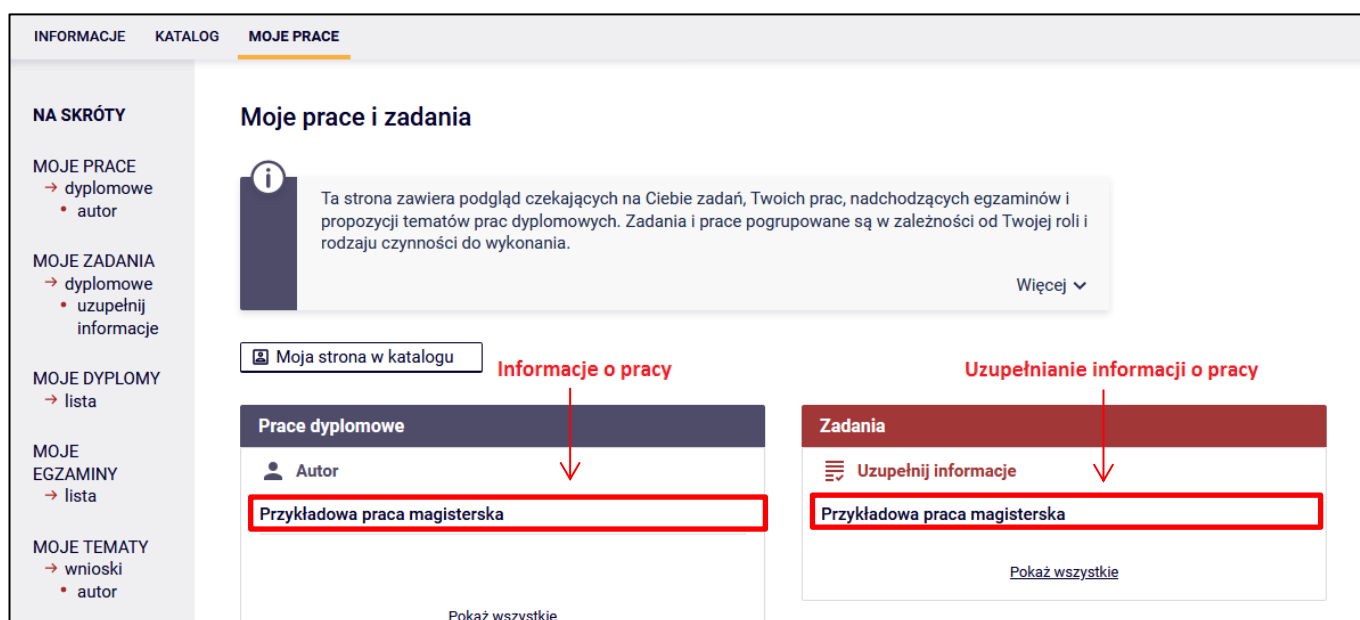 INFORMACJE KATALOG MOJE PRACE
NA SKRÓTY
MOJE PRACE
→ dyplomowe
• autor
MOJE ZADANIA
→ dyplomowe
• uzupełnij
informacje
MOJE DYPLOMY
→ lista
MOJE
EGZAMINY
→ lista
MOJE TEMATY
→ wnioski
• autor
Moje prace i zadania
Ta strona zawiera podgląd czekających na Ciebie zadań, Twoich prac, nadchodzących egzaminów i
propozycji tematów prac dyplomowych. Zadania i prace pogrupowane są w zależności od Twojej roli i
rodzaju czynności do wykonania.
Więcej
Moja strona w katalogu
Informacje o pracy
Prace dyplomowe
Autor
Przykładowa praca magisterska
Pokaż wszystkie
Uzupełnianie informacji o pracy
Zadania
Uzupełnij informacje
Przykładowa praca magisterska
Pokaż wszystkie